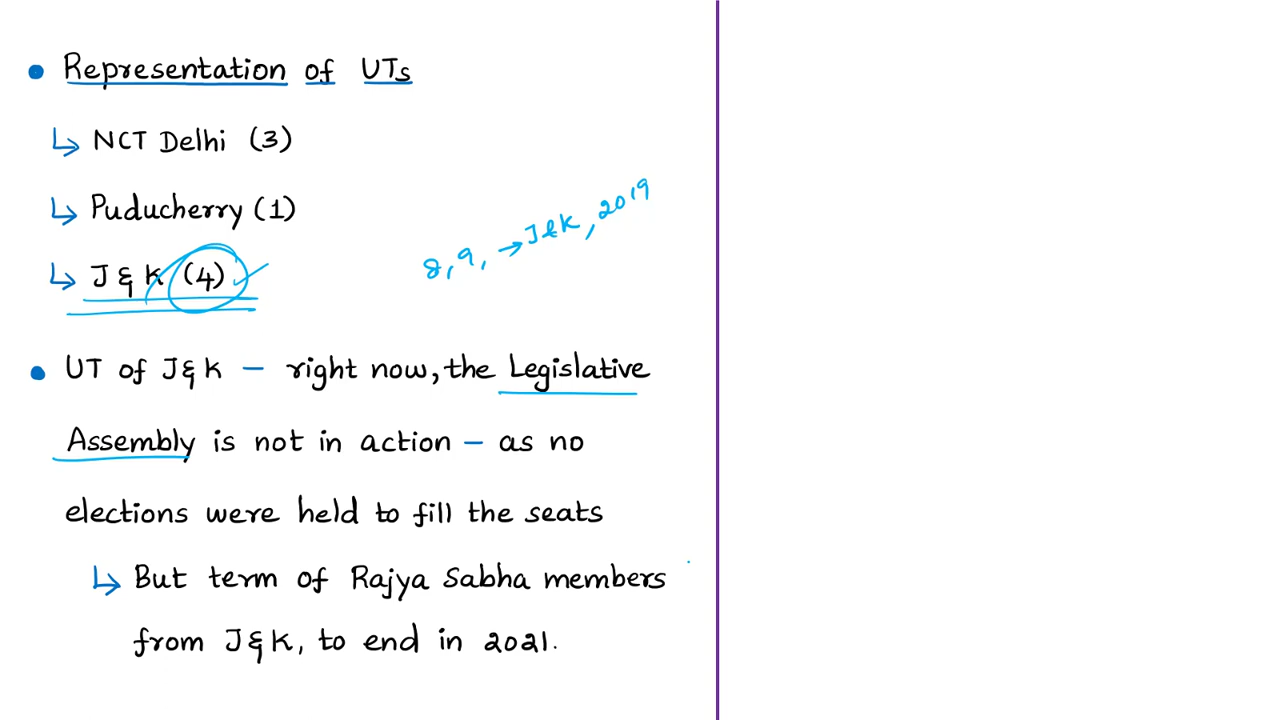 • Representation of UTs
↳ NCT Delhi (3)
↳ Puducherry (1)
8, 9, → J&K, 2019
↳ J & K (4)
• UT of J&K – right now, the Legislative
Assembly is not in action – as no
elections were held to fill the seats
↳ But term of Rajya Sabha members
from J&K, to end in 2021.